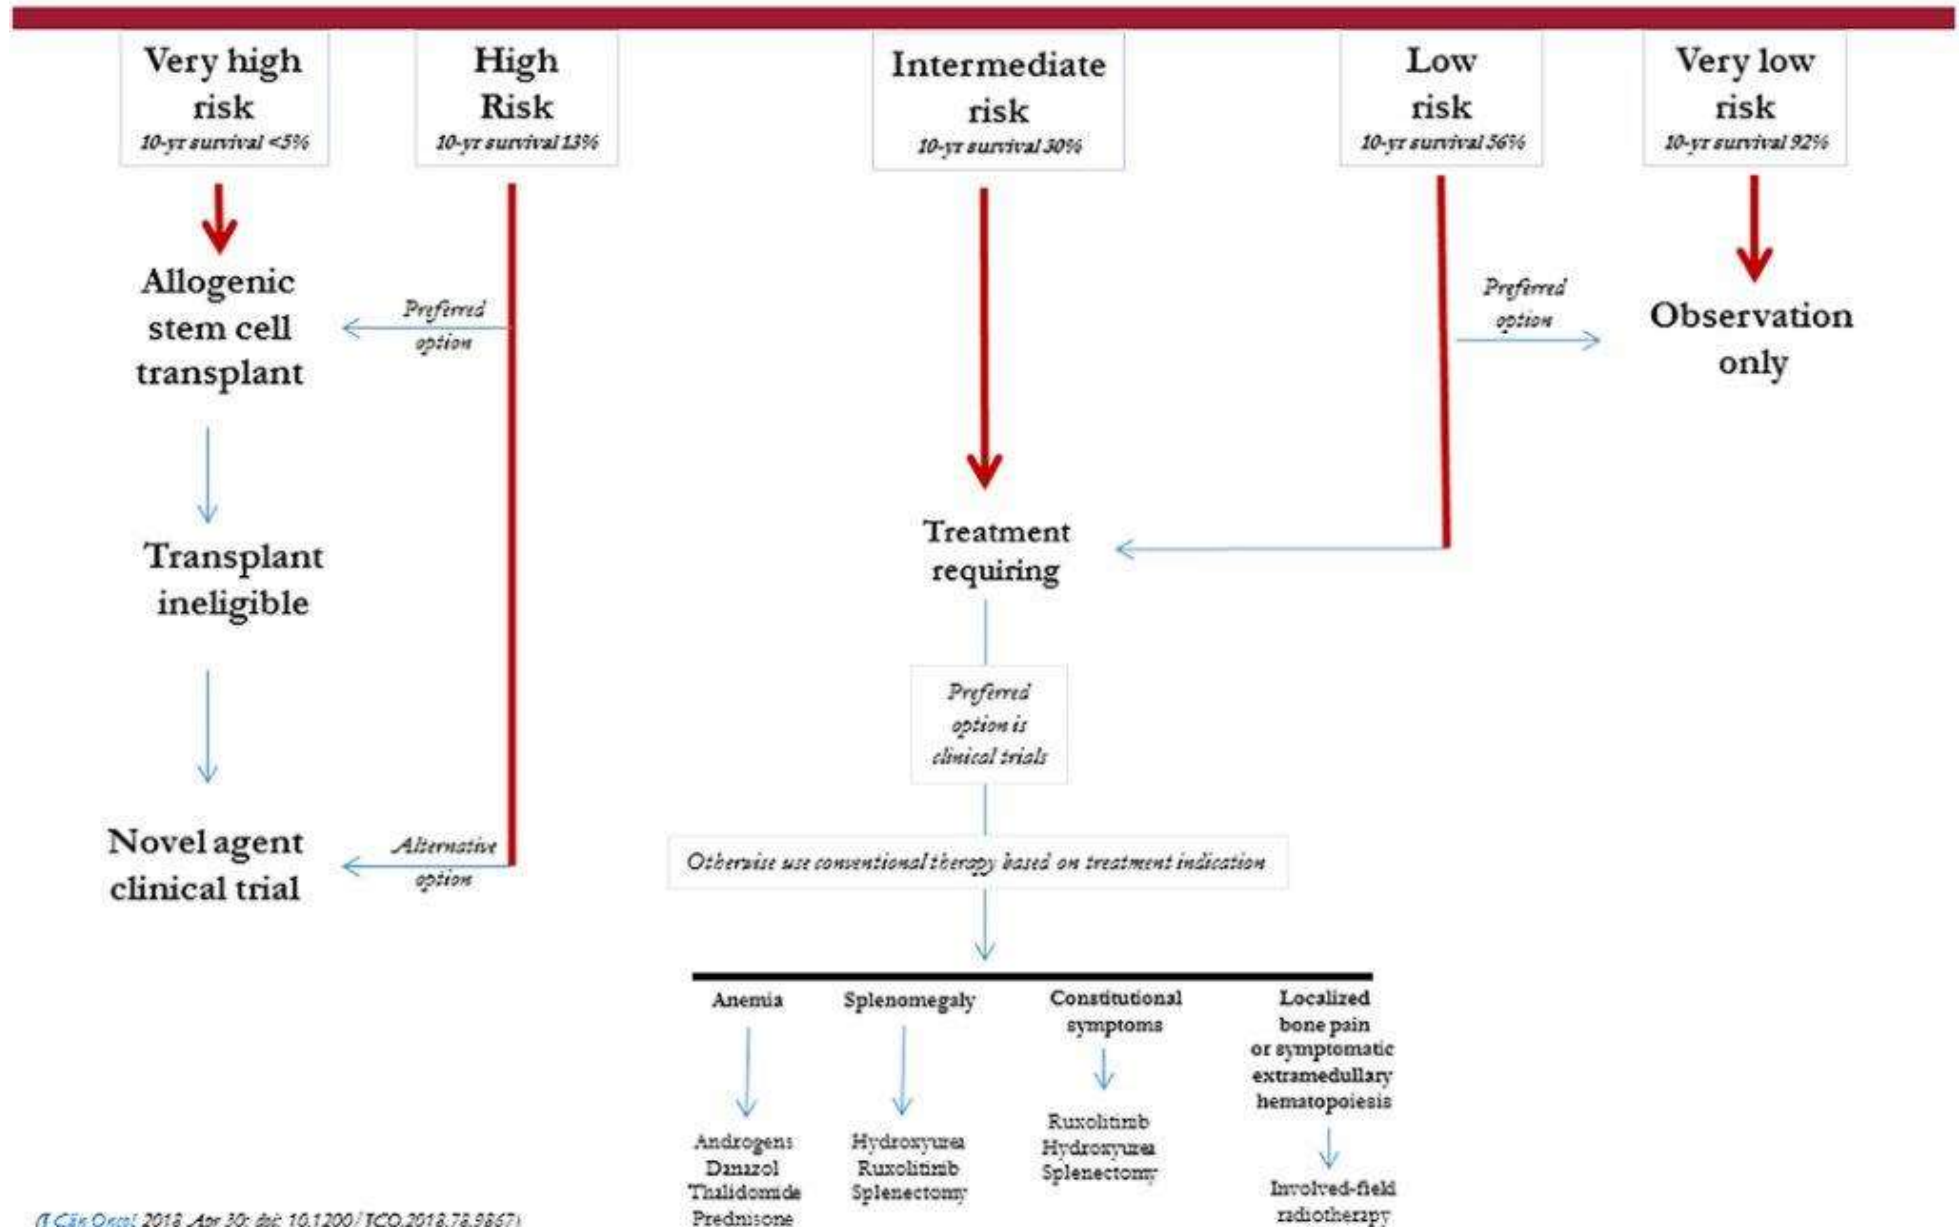 Very high
risk
10-yr survival <5%
High
Risk
10-yr survival 13%
Intermediate
risk
10-yr survival 30%
Low
risk
10-yr survival 56%
Very low
risk
10-yr survival 92%
Allogenic
stem cell
transplant
Preferred
option
Preferred
option
Observation
only
Transplant
ineligible
Treatment
requiring
Preferred
option is
clinical trials
Novel agent
clinical trial
Alternative
option
Otherwise use conventional therapy based on treatment indication
Anemia
Androgens
Danazol
Thalidomide
Prednisone
Splenomegaly
Hydroxyurea
Ruxolitinib
Splenectomy
Constitutional
symptoms
Ruxolitinib
Hydroxyurea
Splenectomy
Localized
bone pain
or symptomatic
extramedullary
hematopoiesis
Involved-field
radiotherapy
(J Clin Oncol 2018 Apr 30; doi: 10.1200/JCO.2018.78.9867)